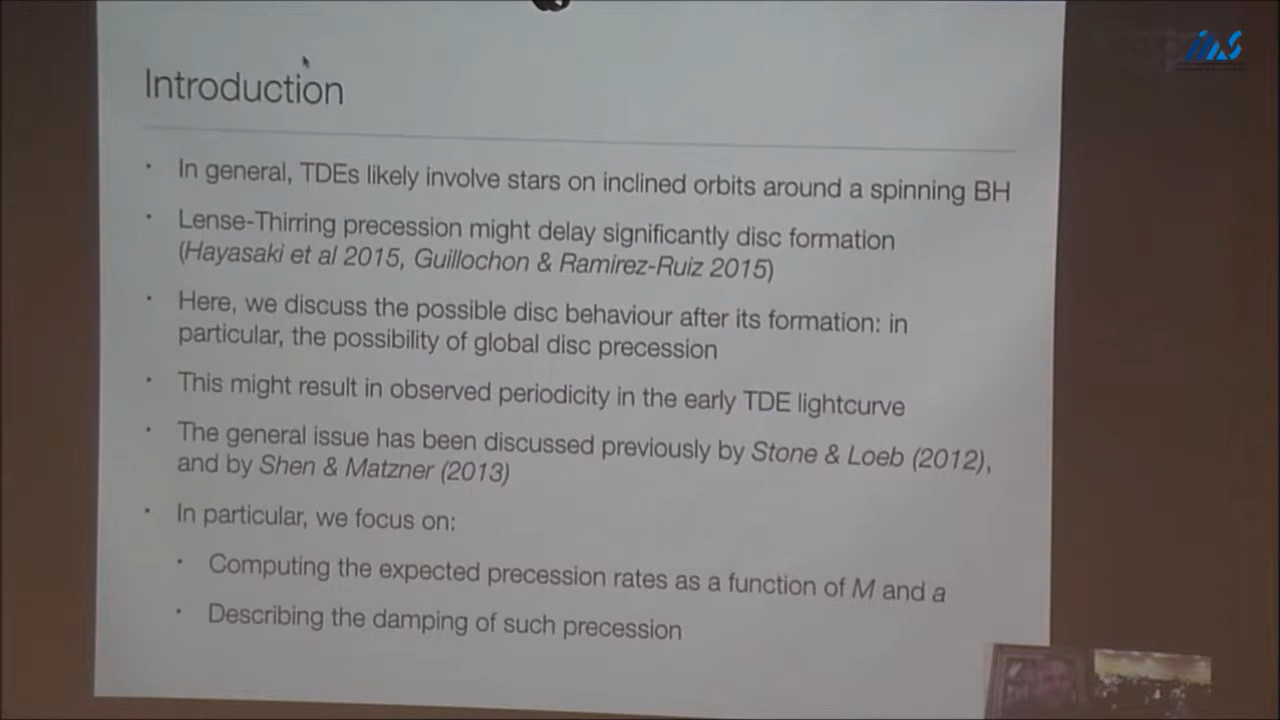 Introduction
• In general, TDEs likely involve stars on inclined orbits around a spinning BH
• Lense-Thirring precession might delay significantly disc formation
(Hayasaki et al 2015, Guillochon & Ramirez-Ruiz 2015)
• Here, we discuss the possible disc behaviour after its formation: in
particular, the possibility of global disc precession
• This might result in observed periodicity in the early TDE lightcurve
• The general issue has been discussed previously by Stone & Loeb (2012),
and by Shen & Matzner (2013)
• In particular, we focus on:
• Computing the expected precession rates as a function of M and a
• Describing the damping of such precession